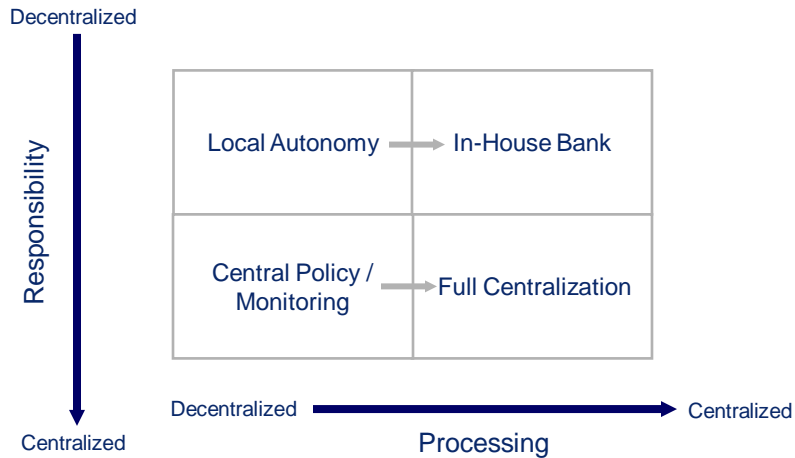 Decentralized
Responsibility
Local Autonomy
In-House Bank
Central Policy /
Monitoring
Full Centralization
Decentralized
Centralized
Centralized
Processing